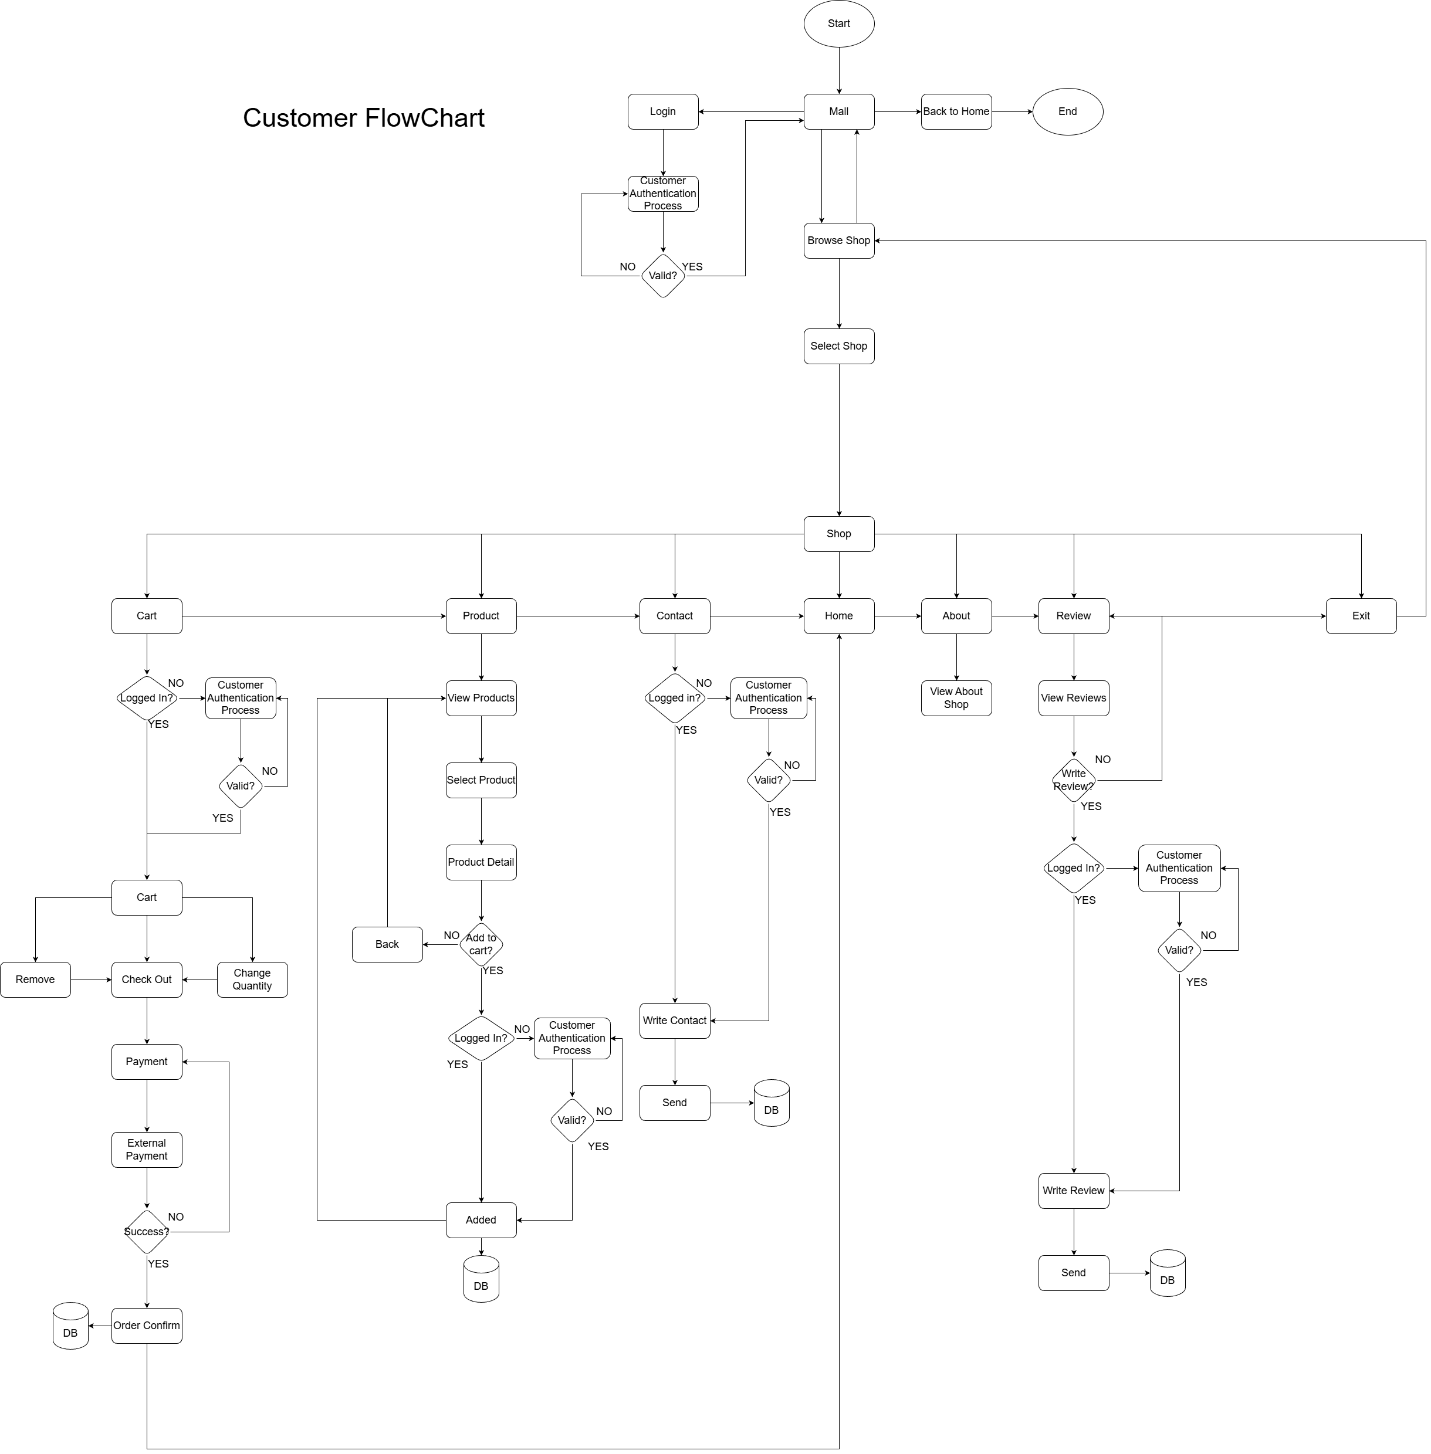 Start
Customer FlowChart
Login
Mall
Back to Home
End
Customer
Authentication
Process
NO
Valid?
YES
Browse Shop
Select Shop
Shop
Cart
Product
Contact
Home
About
Review
Exit
Logged In?
NO
YES
Customer
Authentication
Process
Valid?
NO
YES
Cart
Remove
Check Out
Change
Quantity
Payment
External
Payment
Success?
NO
YES
DB
Order Confirm
View Products
Select Product
Product Detail
Add to
cart?
NO
Back
YES
Logged In?
NO
YES
Customer
Authentication
Process
Valid?
NO
YES
Added
DB
Logged in?
NO
YES
Customer
Authentication
Process
Valid?
NO
YES
Write Contact
Send
DB
View About
Shop
View Reviews
Write
Review?
NO
YES
Logged In?
YES
Customer
Authentication
Process
Valid?
NO
YES
Write Review
Send
DB